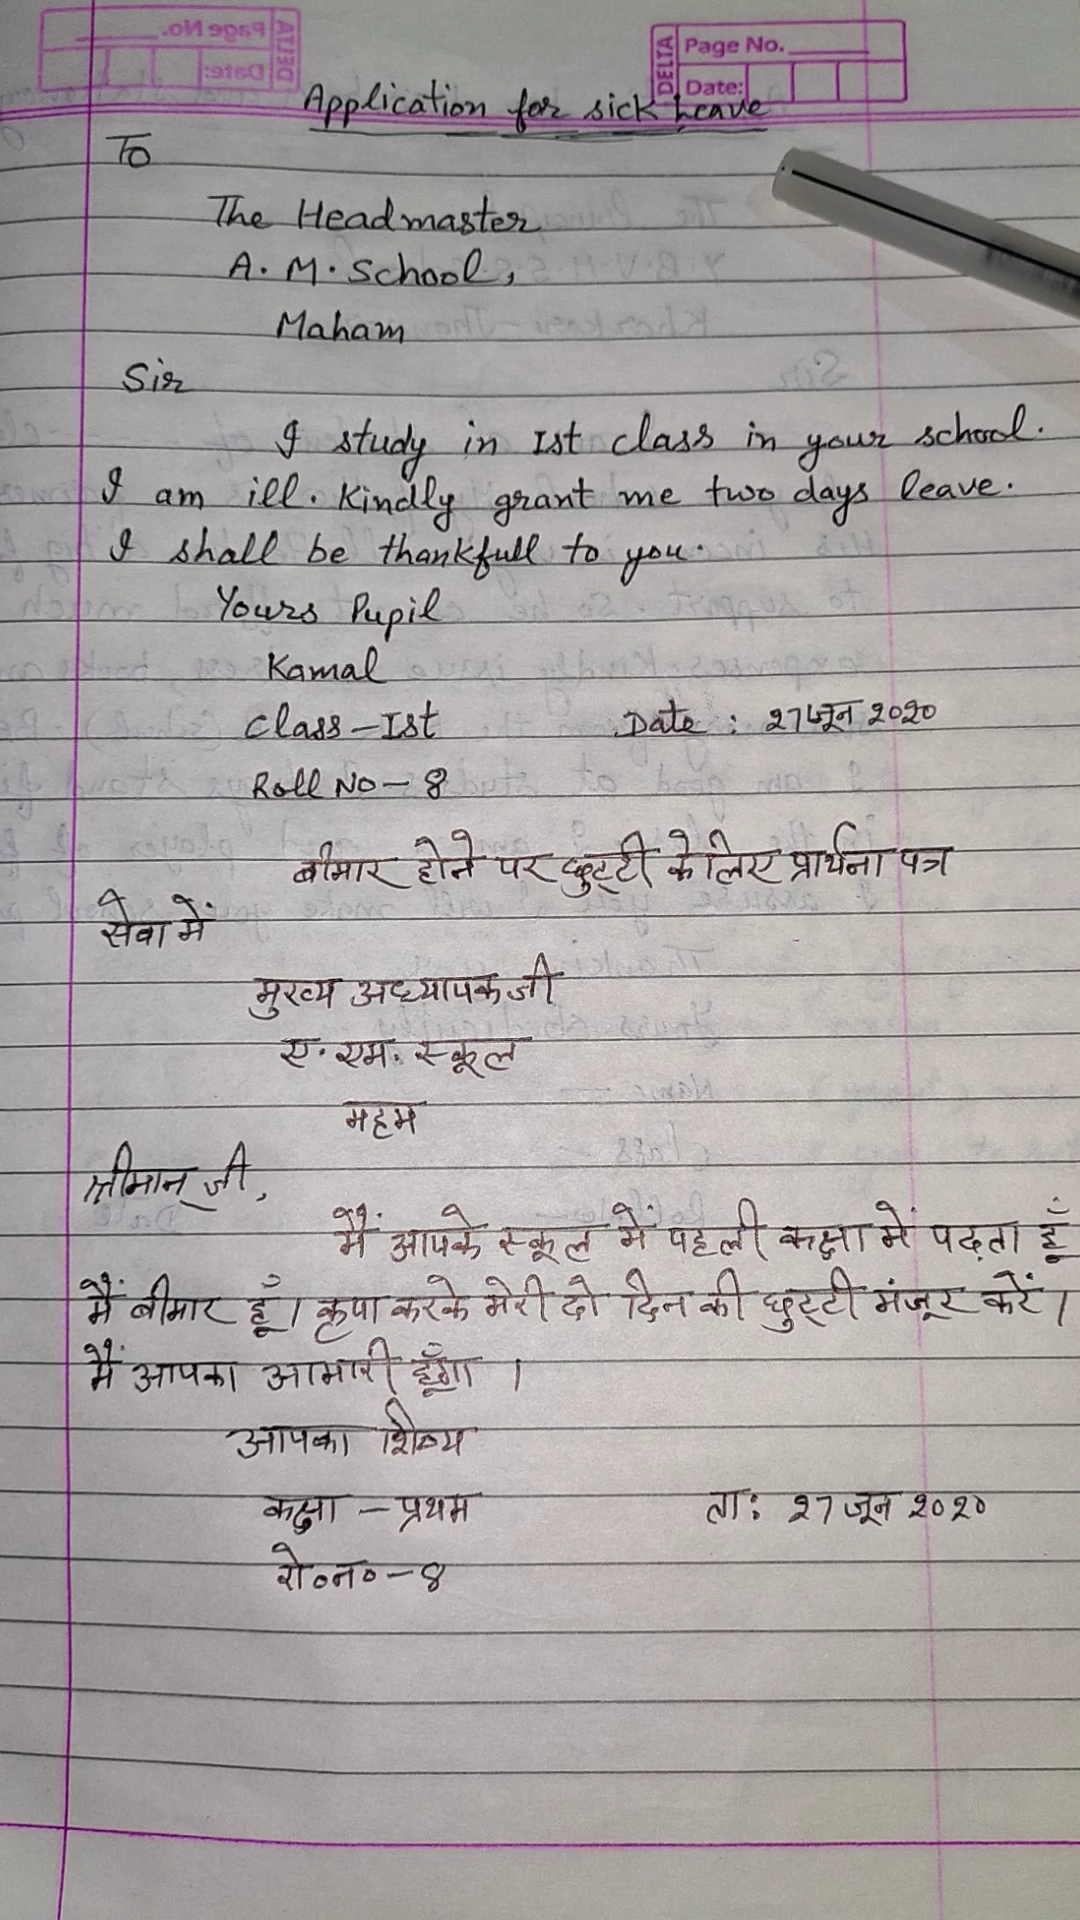 Page No.
DELTA
Date:
Application for sick Leave
To
The Headmaster
A. M. School,
Maham
Sir
I study in Ist class in your school.
I am ill. Kindly grant me two days leave.
I shall be thankfull to you.
Yours Pupil
Kamal
Class - Ist Date : 27 जून 2020
Roll No - 8
बीमार होने पर छुट्टी के लिए प्रार्थना पत्र
सेवा में
मुख्य अध्यापक जी
ए. एम. स्कूल
महम
श्रीमान् जी,
मैं आपके स्कूल में पहली कक्षा में पढ़ता हूँ
मैं बीमार हूँ। कृपा करके मेरी दो दिन की छुट्टी मंजूर करें।
मैं आपका आभारी हूँगा ।
आपका शिष्य
कक्षा - प्रथम ता: 27 जून 2020
रो०न० - 8